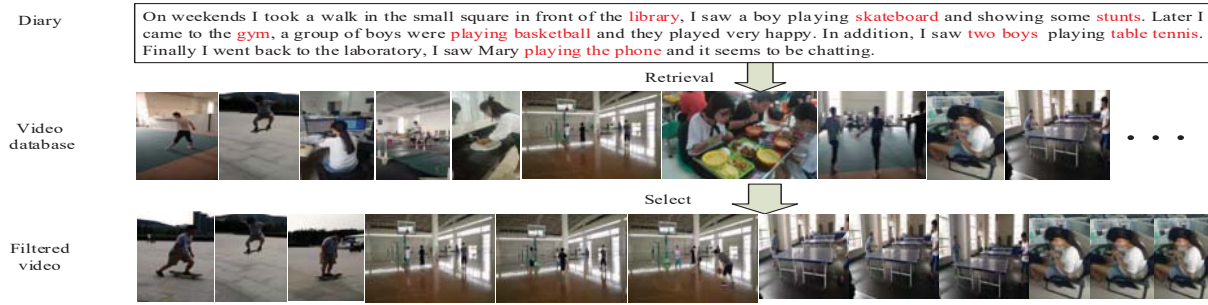 Diary
On weekends I took a walk in the small square in front of the library, I saw a boy playing skateboard and showing some stunts. Later I
came to the gym, a group of boys were playing basketball and they played very happy. In addition, I saw two boys playing table tennis.
Finally I went back to the laboratory, I saw Mary playing the phone and it seems to be chatting.
Retrieval
Video
database
Select
Filtered
video